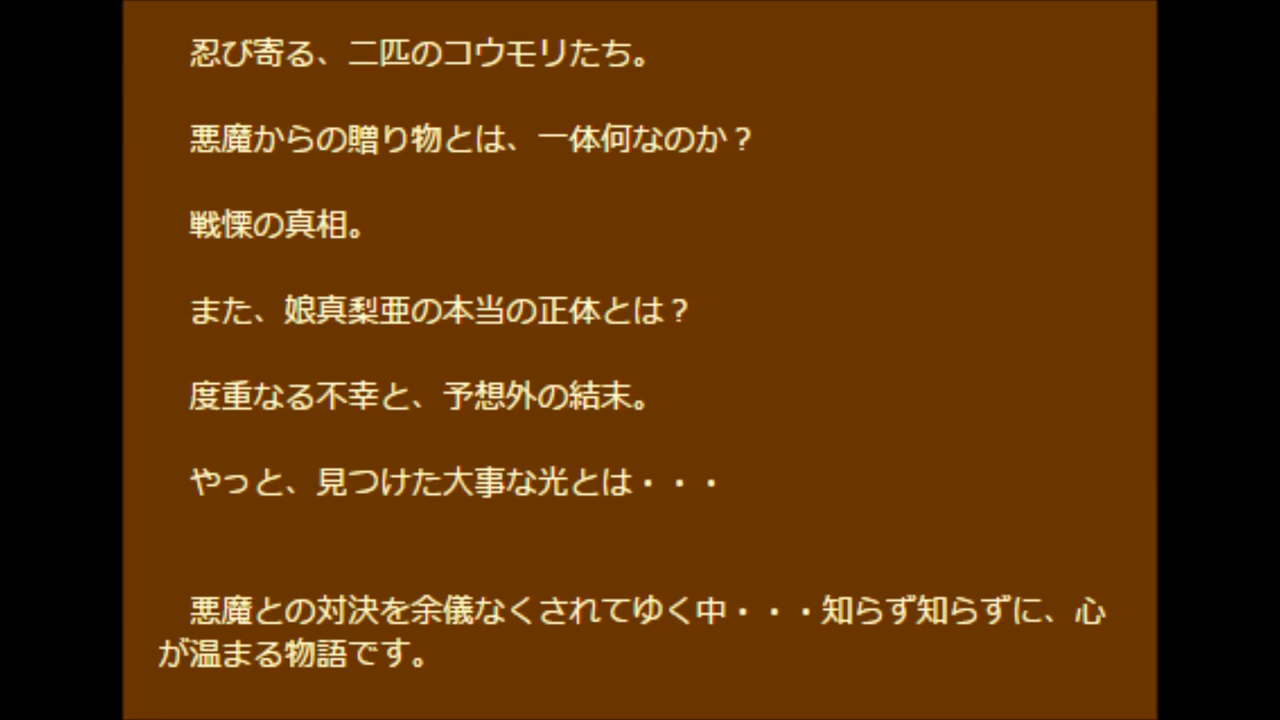 忍び寄る、二匹のコウモリたち。
悪魔からの贈り物とは、一体何なのか？
戦慄の真相。
また、娘真梨亜の本当の正体とは？
度重なる不幸と、予想外の結末。
やっと、見つけた大事な光とは・・・
悪魔との対決を余儀なくされてゆく中・・・知らず知らずに、心
が温まる物語です。